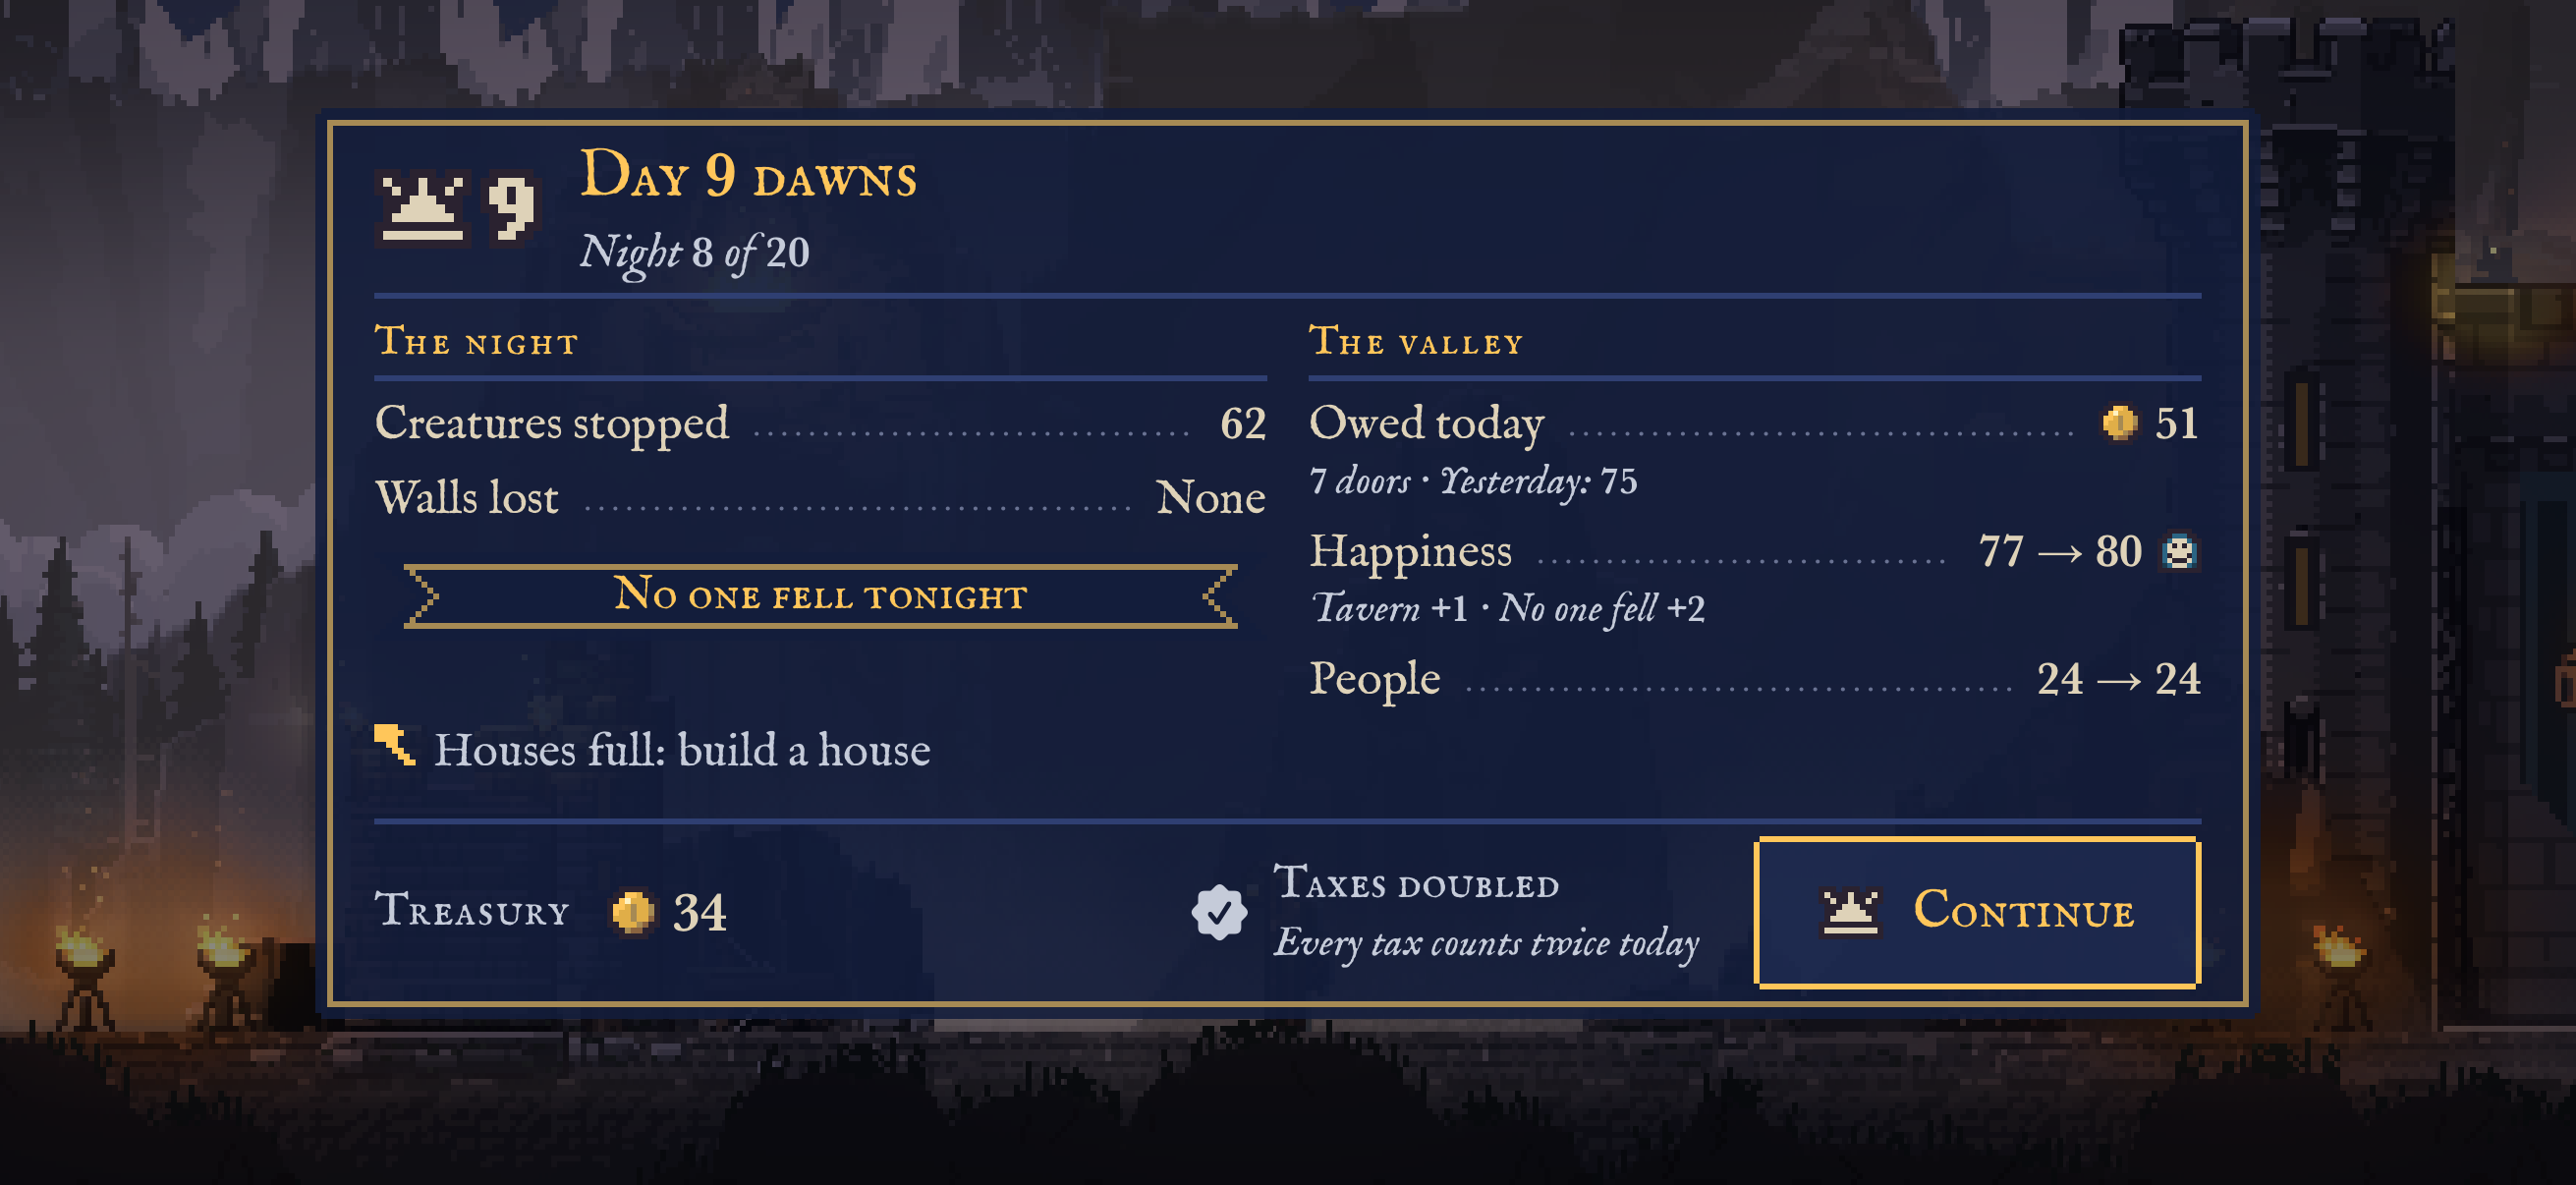 9
Day 9 dawns
Night 8 of 20
The night
Creatures stopped 62
Walls lost None
No one fell tonight
Houses full: build a house
The valley
Owed today 51
7 doors · Yesterday: 75
Happiness 77 → 80
Tavern +1 · No one fell +2
People 24 → 24
Treasury 34
Taxes doubled
Every tax counts twice today
Continue